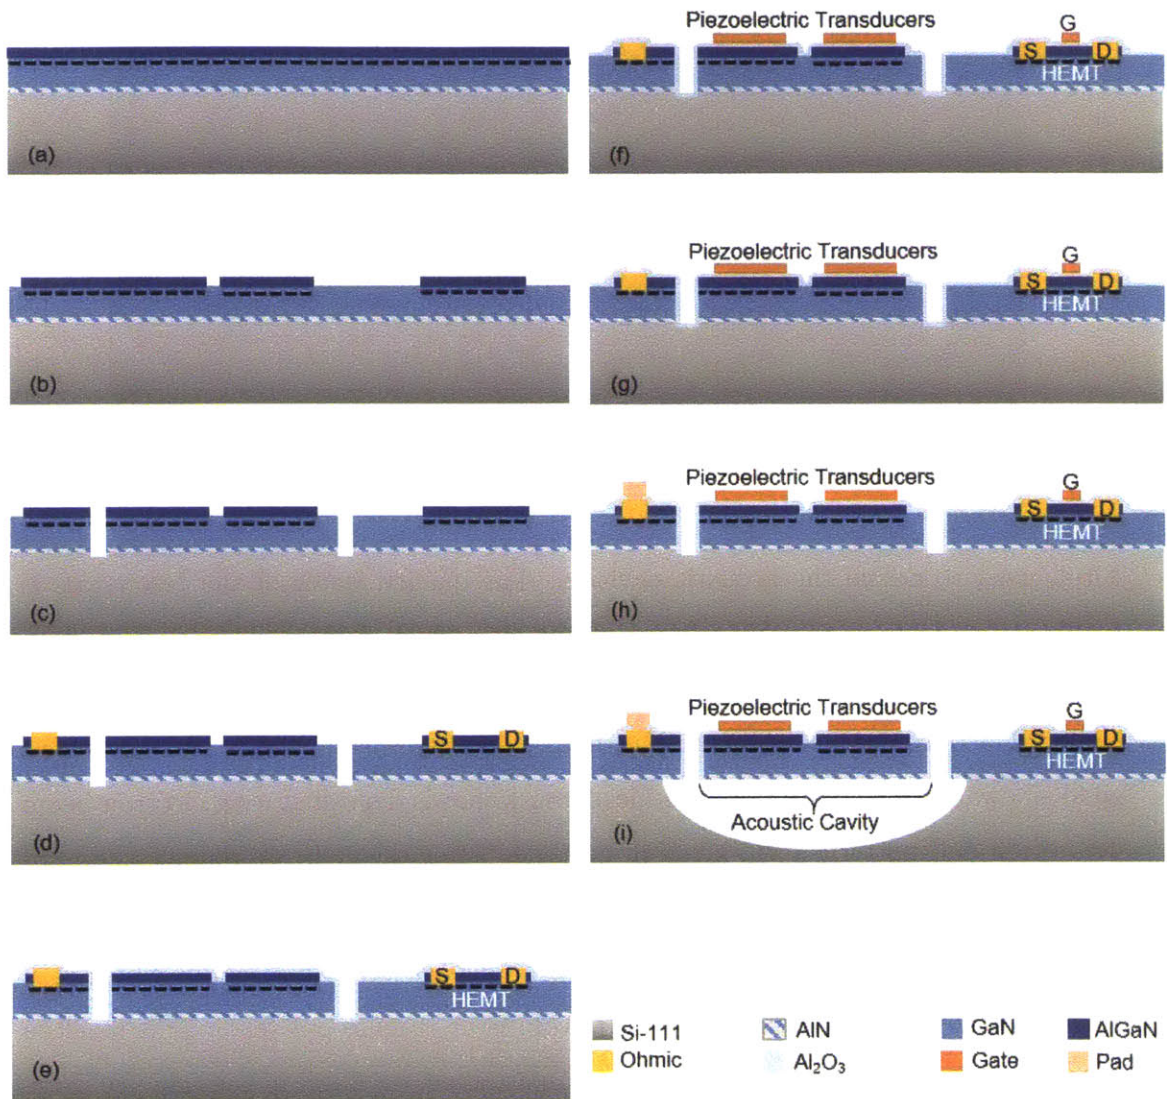 (a)
(b)
(c)
S D
(d)
S D
HEMT
(e)
Piezoelectric Transducers G
S D
HEMT
(f)
Piezoelectric Transducers G
S D
HEMT
(g)
Piezoelectric Transducers G
S D
HEMT
(h)
Piezoelectric Transducers G
S D
HEMT
Acoustic Cavity
(i)
Si-111 AlN GaN AlGaN
Ohmic Al₂O₃ Gate Pad